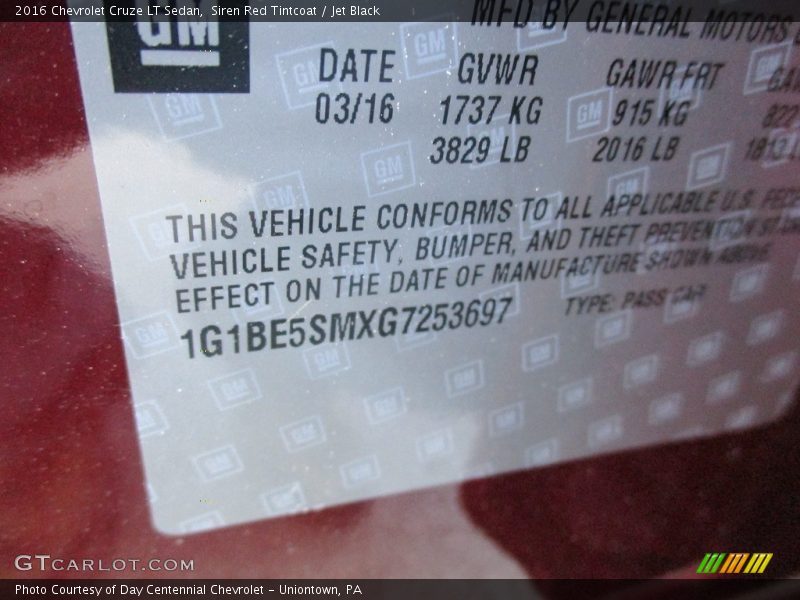 2016 Chevrolet Cruze LT Sedan,  Siren Red Tintcoat / Jet Black
GM
MFD BY GENERAL MOTORS
DATE GVWR GAWR FRT
03/16 1737 KG 915 KG
3829 LB 2016 LB
THIS VEHICLE CONFORMS TO ALL APPLICABLE U.S.
VEHICLE SAFETY, BUMPER, AND THEFT PREVENTION
EFFECT ON THE DATE OF MANUFACTURE SHOWN ABOVE.
1G1BE5SMXG7253697 TYPE: PASS CAR
GTCARLOT.COM
Photo Courtesy of Day Centennial Chevrolet – Uniontown, PA